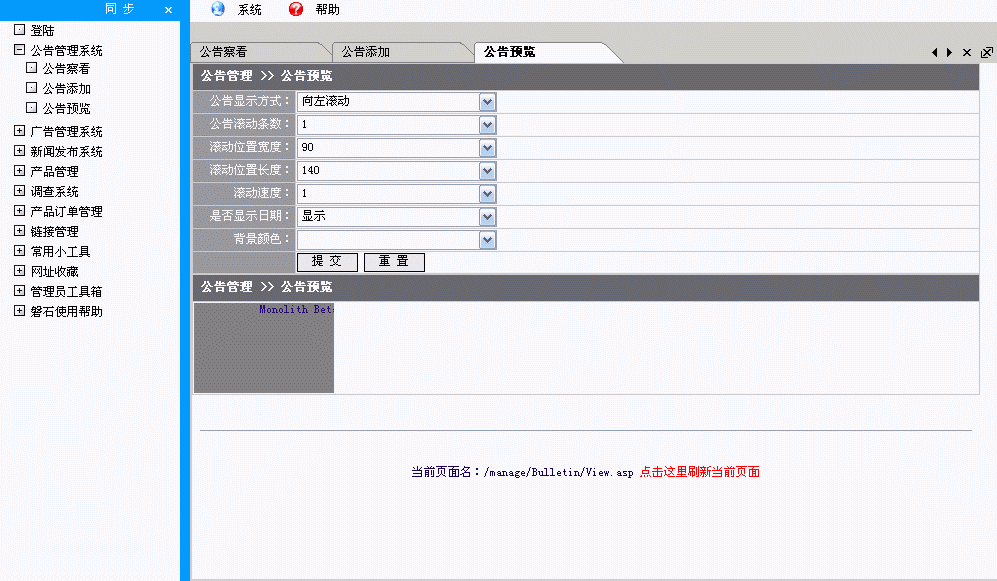 同 步 ×
系统 帮助
登陆
公告管理系统
公告察看
公告添加
公告预览
广告管理系统
新闻发布系统
产品管理
调查系统
产品订单管理
链接管理
常用小工具
网址收藏
管理员工具箱
磐石使用帮助
公告察看 公告添加 公告预览
公告管理 >> 公告预览
公告显示方式： 向左滚动
公告滚动条数： 1
滚动位置宽度： 90
滚动位置长度： 140
滚动速度： 1
是否显示日期： 显示
背景颜色：
提 交 重 置
公告管理 >> 公告预览
Monolith Bet
当前页面名：/manage/Bulletin/View.asp 点击这里刷新当前页面